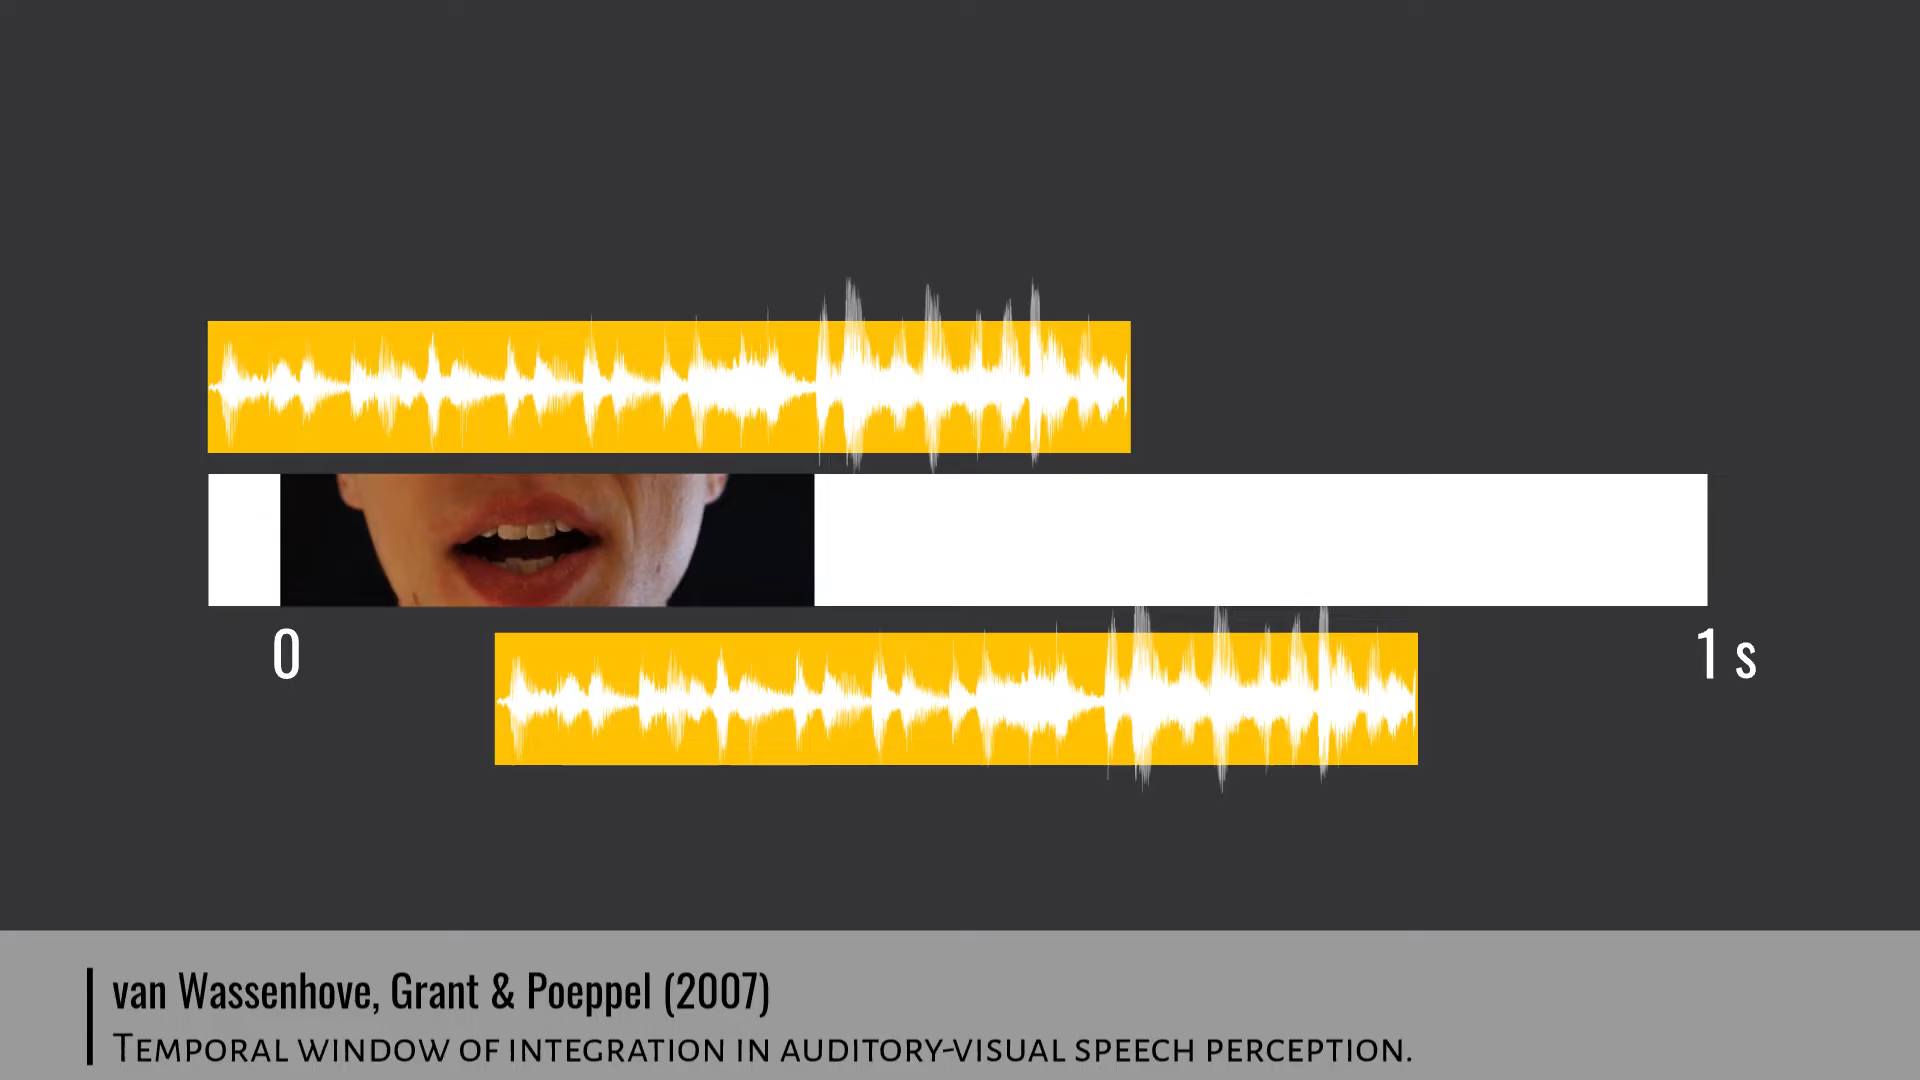 0
1 s
van Wassenhove, Grant & Poeppel (2007)
Temporal window of integration in auditory-visual speech perception.